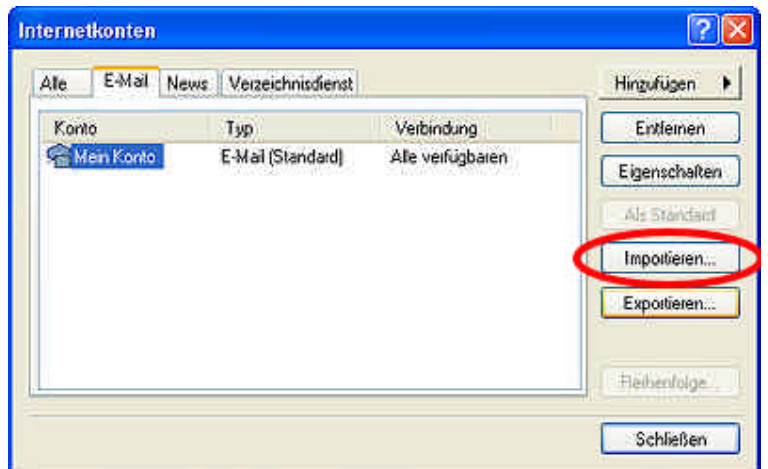 Internetkonten
Alle E-Mail News Verzeichnisdienst
Hinzufügen
Konto Typ Verbindung
Entfernen
Mein Konto E-Mail (Standard) Alle verfügbaren
Eigenschaften
Als Standard
Importieren...
Exportieren...
Reihenfolge...
Schließen